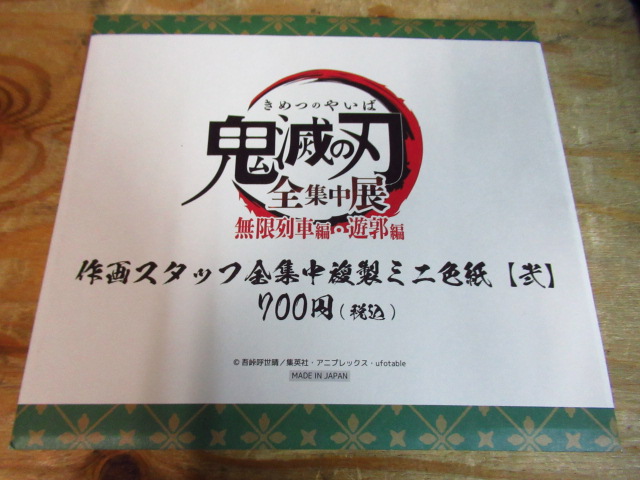 きめつのやいば
鬼滅の刃
全集中展
無限列車編・遊郭編
作画スタッフ全集中複製ミニ色紙【弐】
700円(税込)
© 吾峠呼世晴／集英社・アニプレックス・ufotable
MADE IN JAPAN